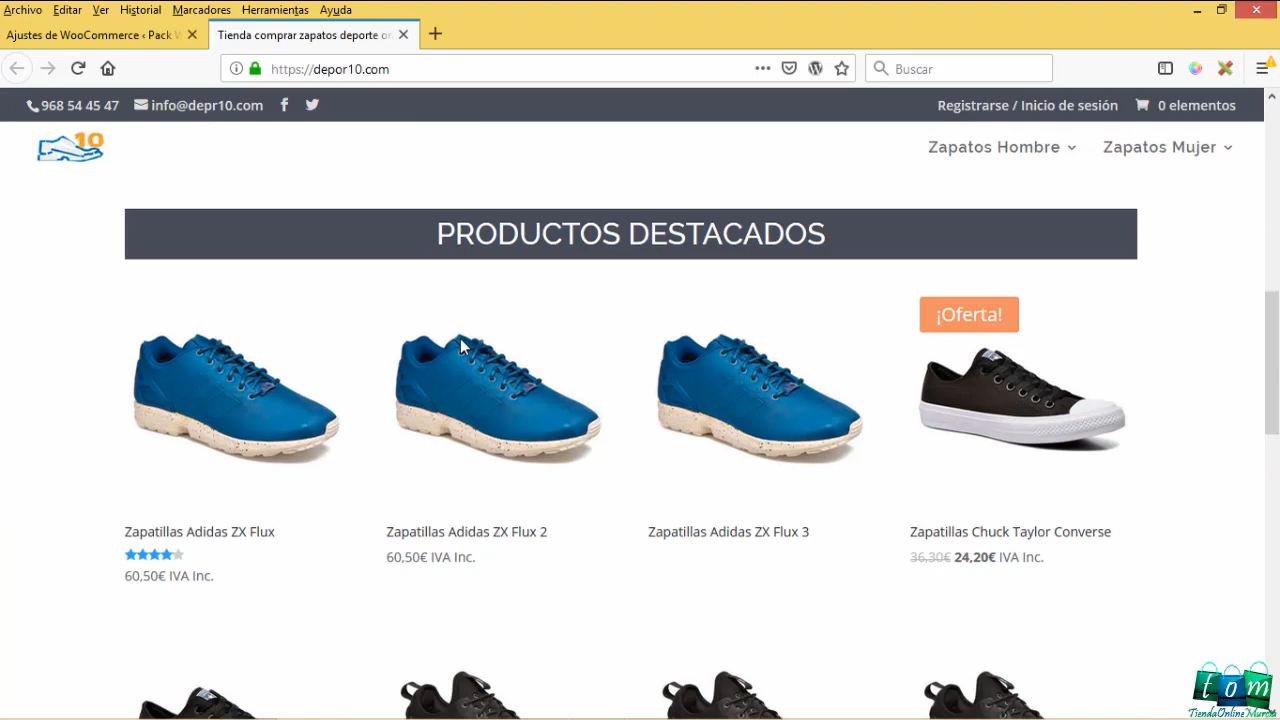 Archivo Editar Ver Historial Marcadores Herramientas Ayuda
Ajustes de WooCommerce ‹ Pack W
Tienda comprar zapatos deporte on
https://depor10.com
Buscar
968 54 45 47 info@depr10.com
Registrarse / Inicio de sesión 0 elementos
10
Zapatos Hombre Zapatos Mujer
PRODUCTOS DESTACADOS
¡Oferta!
Zapatillas Adidas ZX Flux
60,50€ IVA Inc.
Zapatillas Adidas ZX Flux 2
60,50€ IVA Inc.
Zapatillas Adidas ZX Flux 3
Zapatillas Chuck Taylor Converse
36,30€ 24,20€ IVA Inc.
tom
TiendaOnlineMurcia